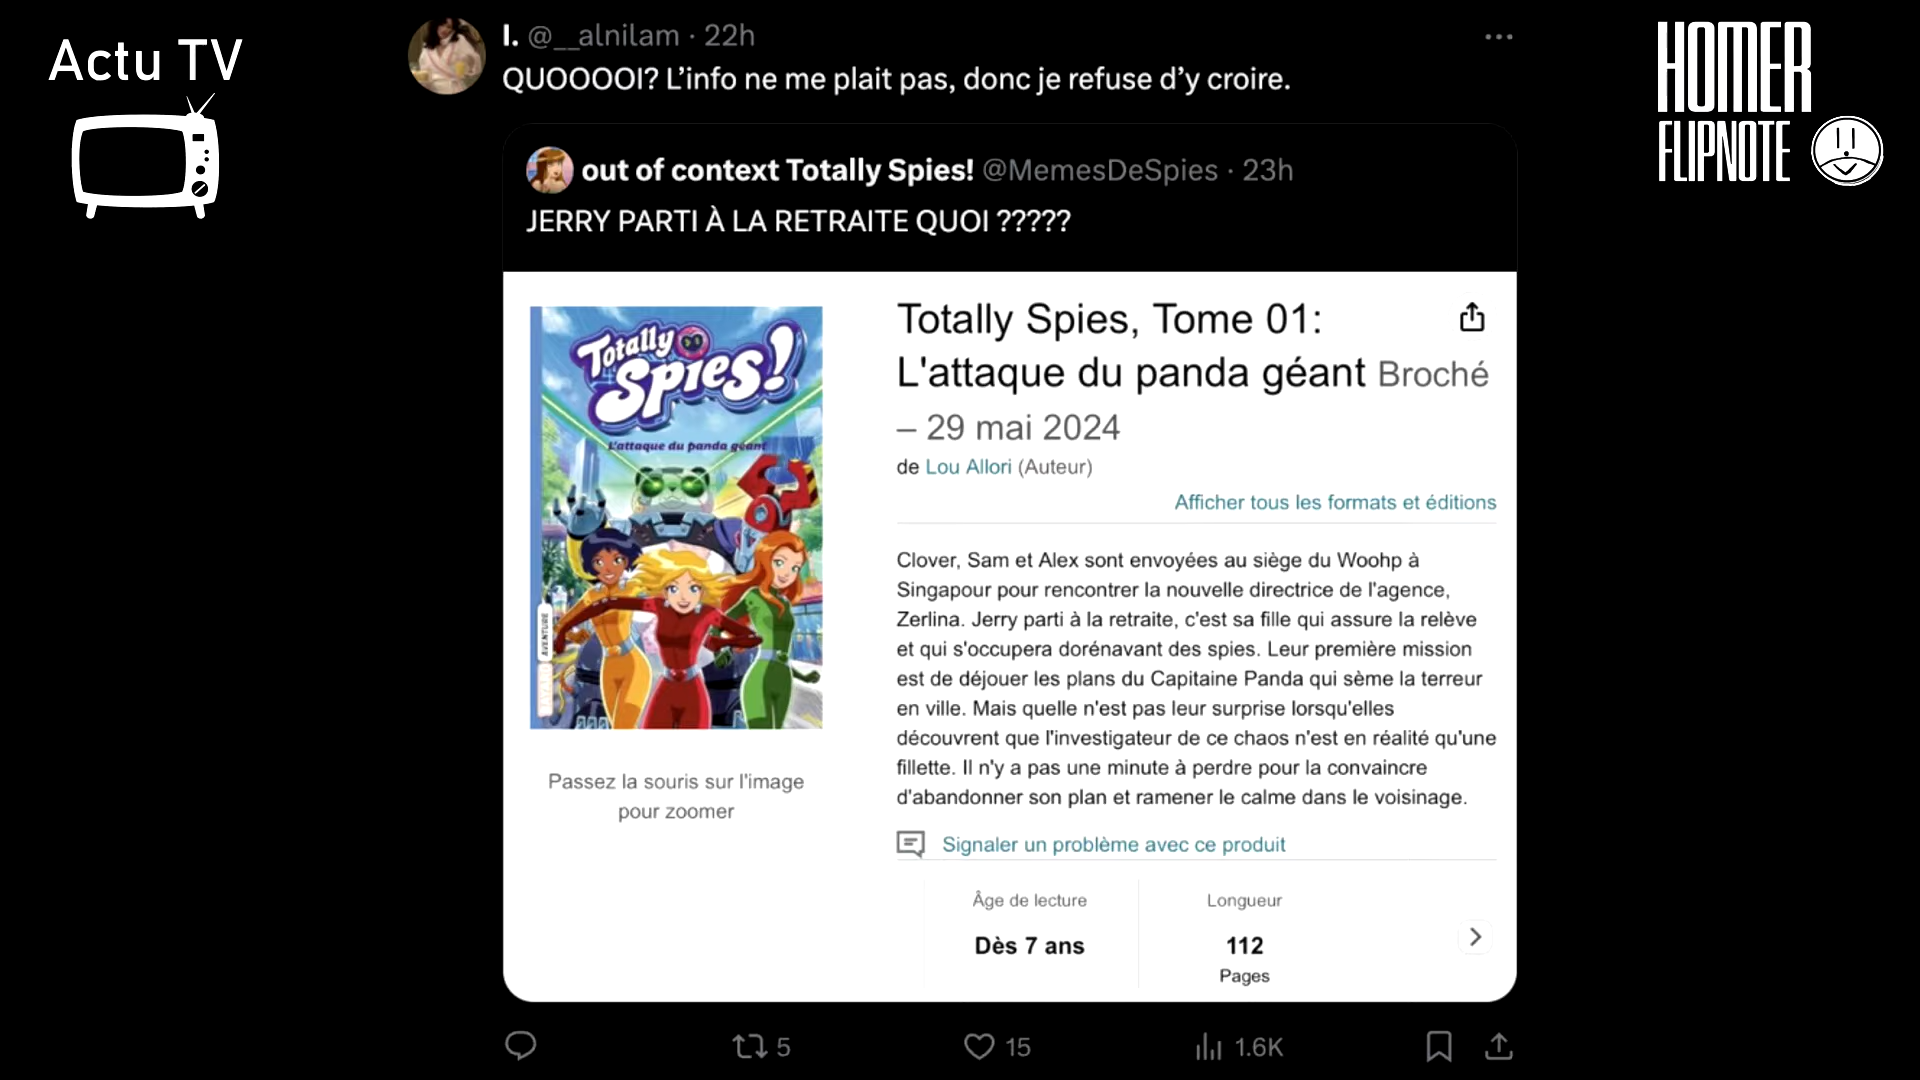 Actu TV
HOMER
FLIPNOTE
I. @__alnilam · 22h
QUOOOOI? L’info ne me plait pas, donc je refuse d’y croire.
out of context Totally Spies! @MemesDeSpies · 23h
JERRY PARTI À LA RETRAITE QUOI ?????
Totally
Spies!
L'attaque du panda géant
AVENTURE
Passez la souris sur l'image
pour zoomer
Totally Spies, Tome 01:
L'attaque du panda géant Broché
– 29 mai 2024
de Lou Allori (Auteur)
Afficher tous les formats et éditions
Clover, Sam et Alex sont envoyées au siège du Woohp à
Singapour pour rencontrer la nouvelle directrice de l'agence,
Zerlina. Jerry parti à la retraite, c'est sa fille qui assure la relève
et qui s'occupera dorénavant des spies. Leur première mission
est de déjouer les plans du Capitaine Panda qui sème la terreur
en ville. Mais quelle n'est pas leur surprise lorsqu'elles
découvrent que l'investigateur de ce chaos n'est en réalité qu'une
fillette. Il n'y a pas une minute à perdre pour la convaincre
d'abandonner son plan et ramener le calme dans le voisinage.
Signaler un problème avec ce produit
Âge de lecture
Dès 7 ans
Longueur
112
Pages
5
15
1.6K